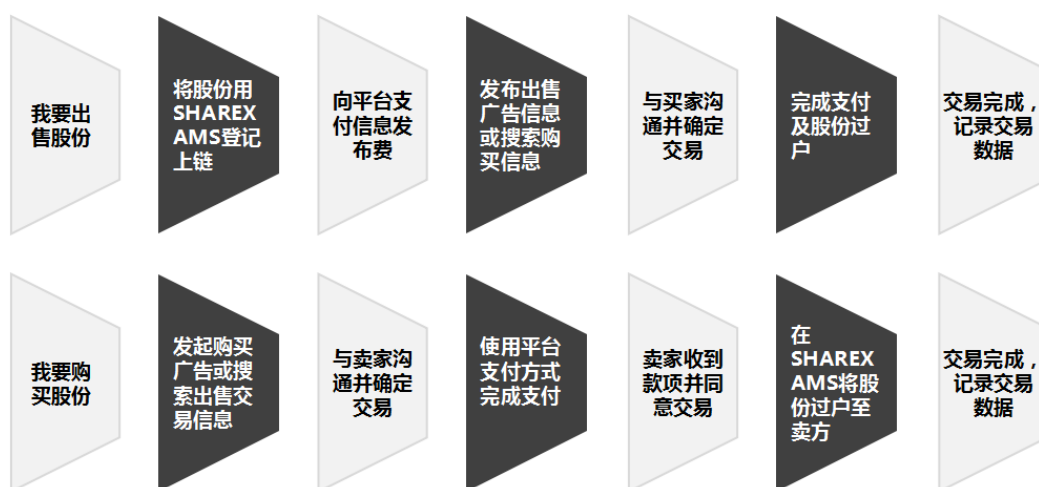 我要出
售股份
将股份用
SHAREX
AMS登记
上链
向平台支
付信息发
布费
发布出售
广告信息
或搜索购
买信息
与买家沟
通并确定
交易
完成支付
及股份过
户
交易完成，
记录交易
数据
我要购
买股份
发起购买
广告或搜
索出售交
易信息
与卖家沟
通并确定
交易
使用平台
支付方式
完成支付
卖家收到
款项并同
意交易
在
SHAREX
AMS将股
份过户至
卖方
交易完成，
记录交易
数据